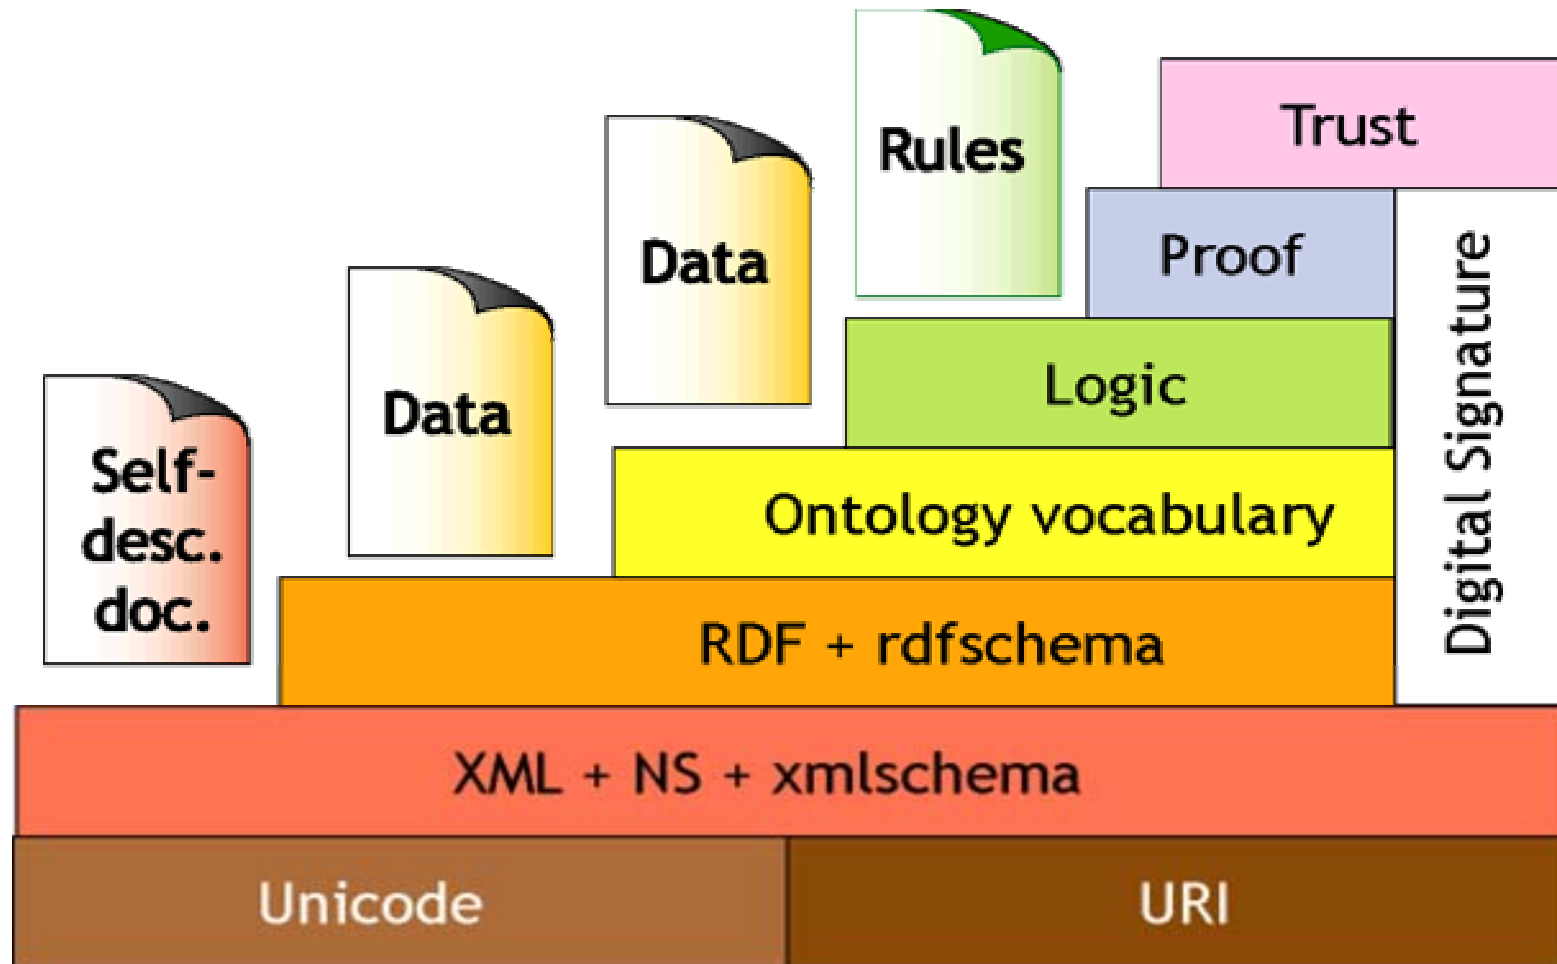 Rules
Trust
Data
Proof
Data
Logic
Self-
desc.
doc.
Ontology vocabulary
Digital Signature
RDF + rdfschema
XML + NS + xmlschema
Unicode
URI